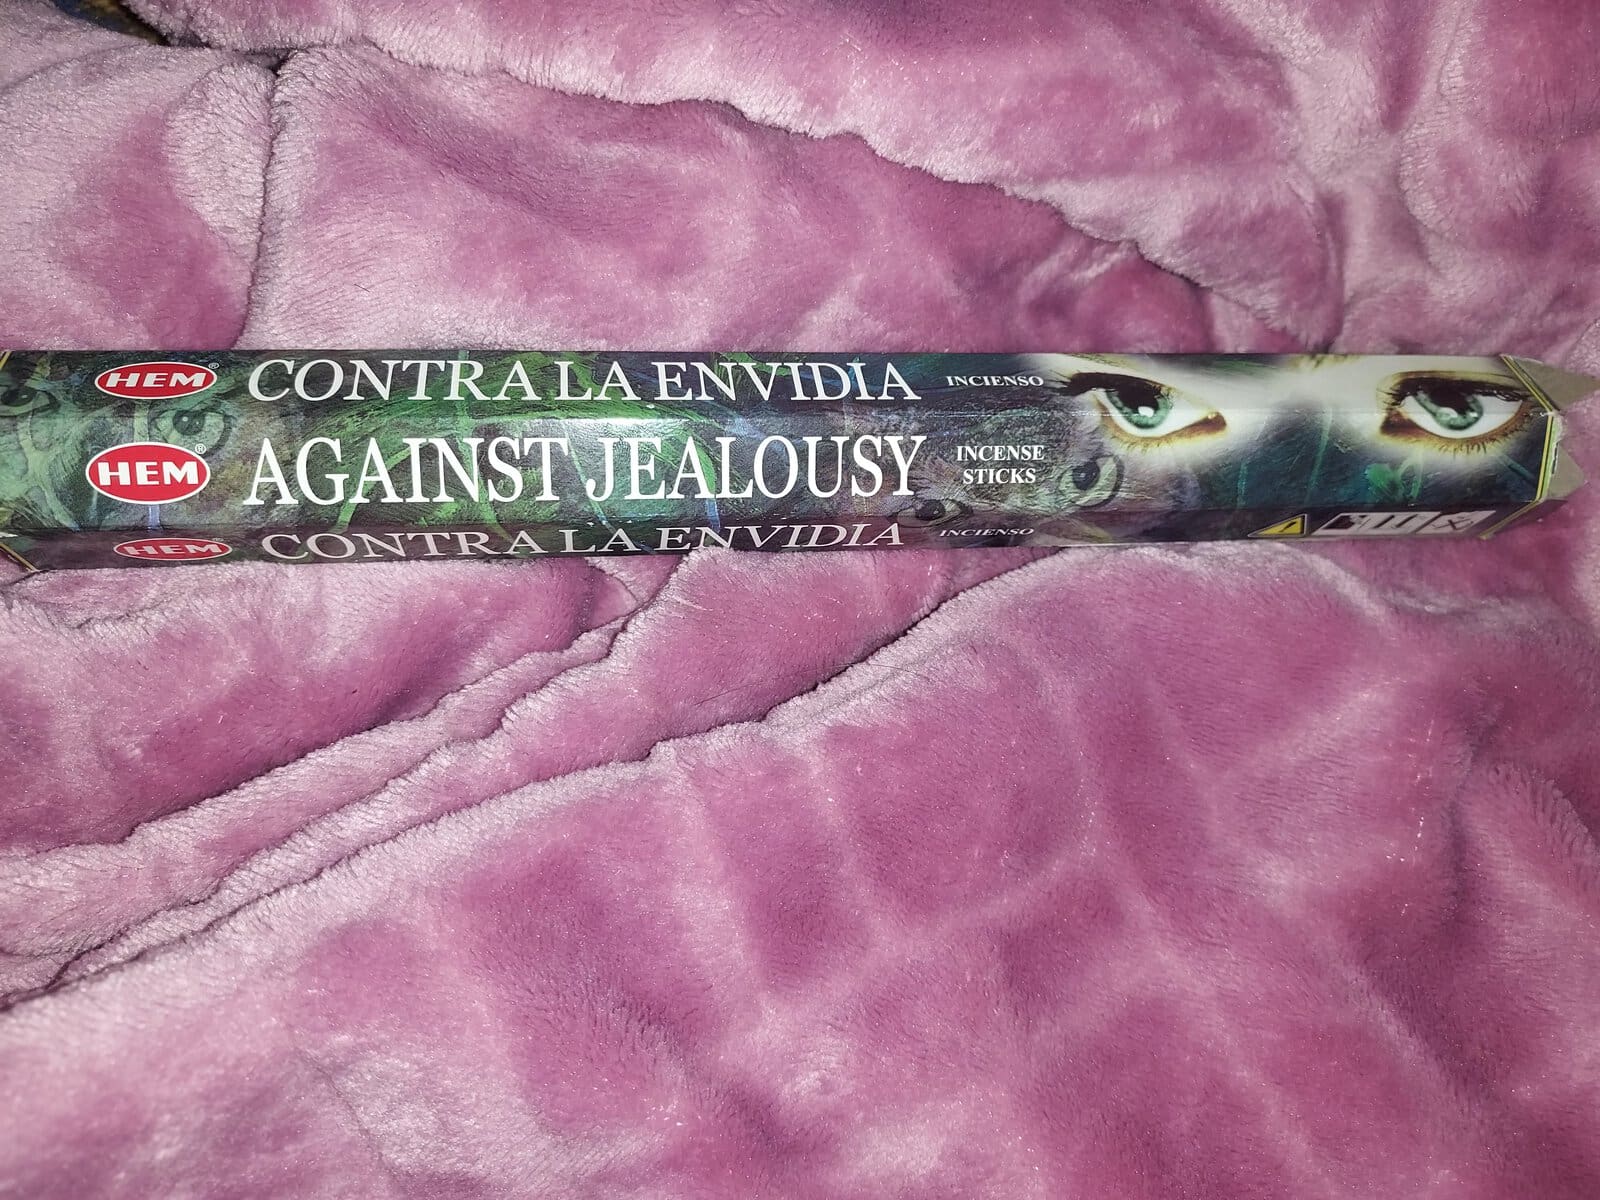 HEM® CONTRA LA ENVIDIA INCIENSO
HEM® AGAINST JEALOUSY INCENSE
STICKS
HEM® CONTRA LA ENVIDIA INCIENSO